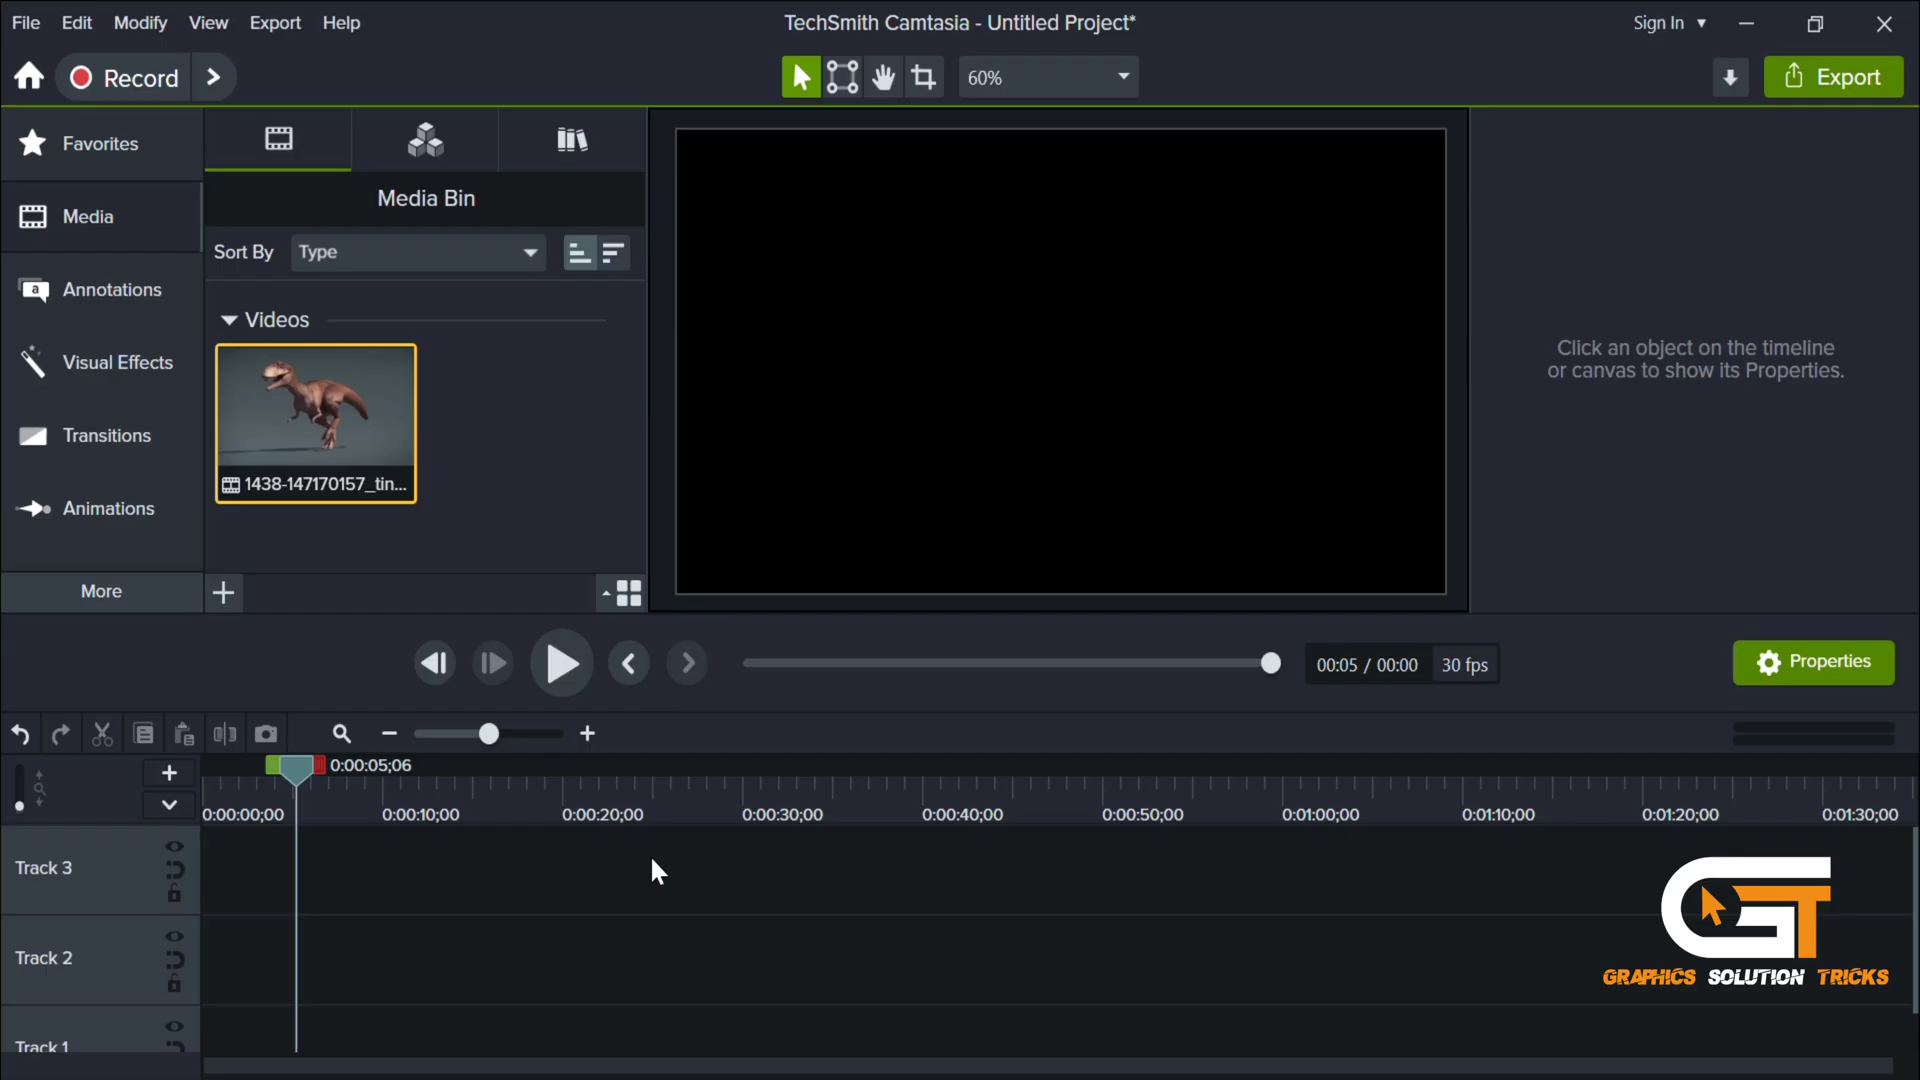 File Edit Modify View Export Help
TechSmith Camtasia - Untitled Project*
Sign In
Record
60%
Export
Favorites
Media
Annotations
Visual Effects
Transitions
Animations
More
Media Bin
Sort By Type
Videos
1438-147170157_tin...
Click an object on the timeline
or canvas to show its Properties.
00:05 / 00:00 30 fps
Properties
0:00:05;06
0:00:00;00 0:00:10;00 0:00:20;00 0:00:30;00 0:00:40;00 0:00:50;00 0:01:00;00 0:01:10;00 0:01:20;00 0:01:30;00
Track 3
Track 2
Track 1
GT
GRAPHICS SOLUTION TRICKS